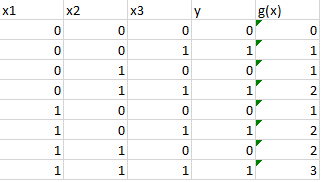 x1 x2 x3 y g(x)
0 0 0 0 0
0 0 1 1 1
0 1 0 0 1
0 1 1 1 2
1 0 0 0 1
1 0 1 1 2
1 1 0 0 2
1 1 1 1 3